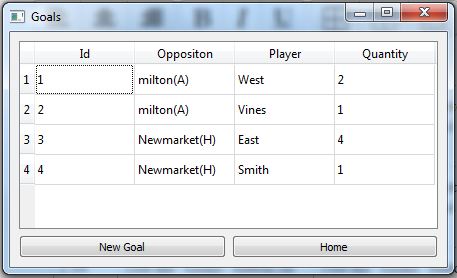 Goals
Id Oppositon Player Quantity
1 1 milton(A) West 2
2 2 milton(A) Vines 1
3 3 Newmarket(H) East 4
4 4 Newmarket(H) Smith 1
New Goal Home